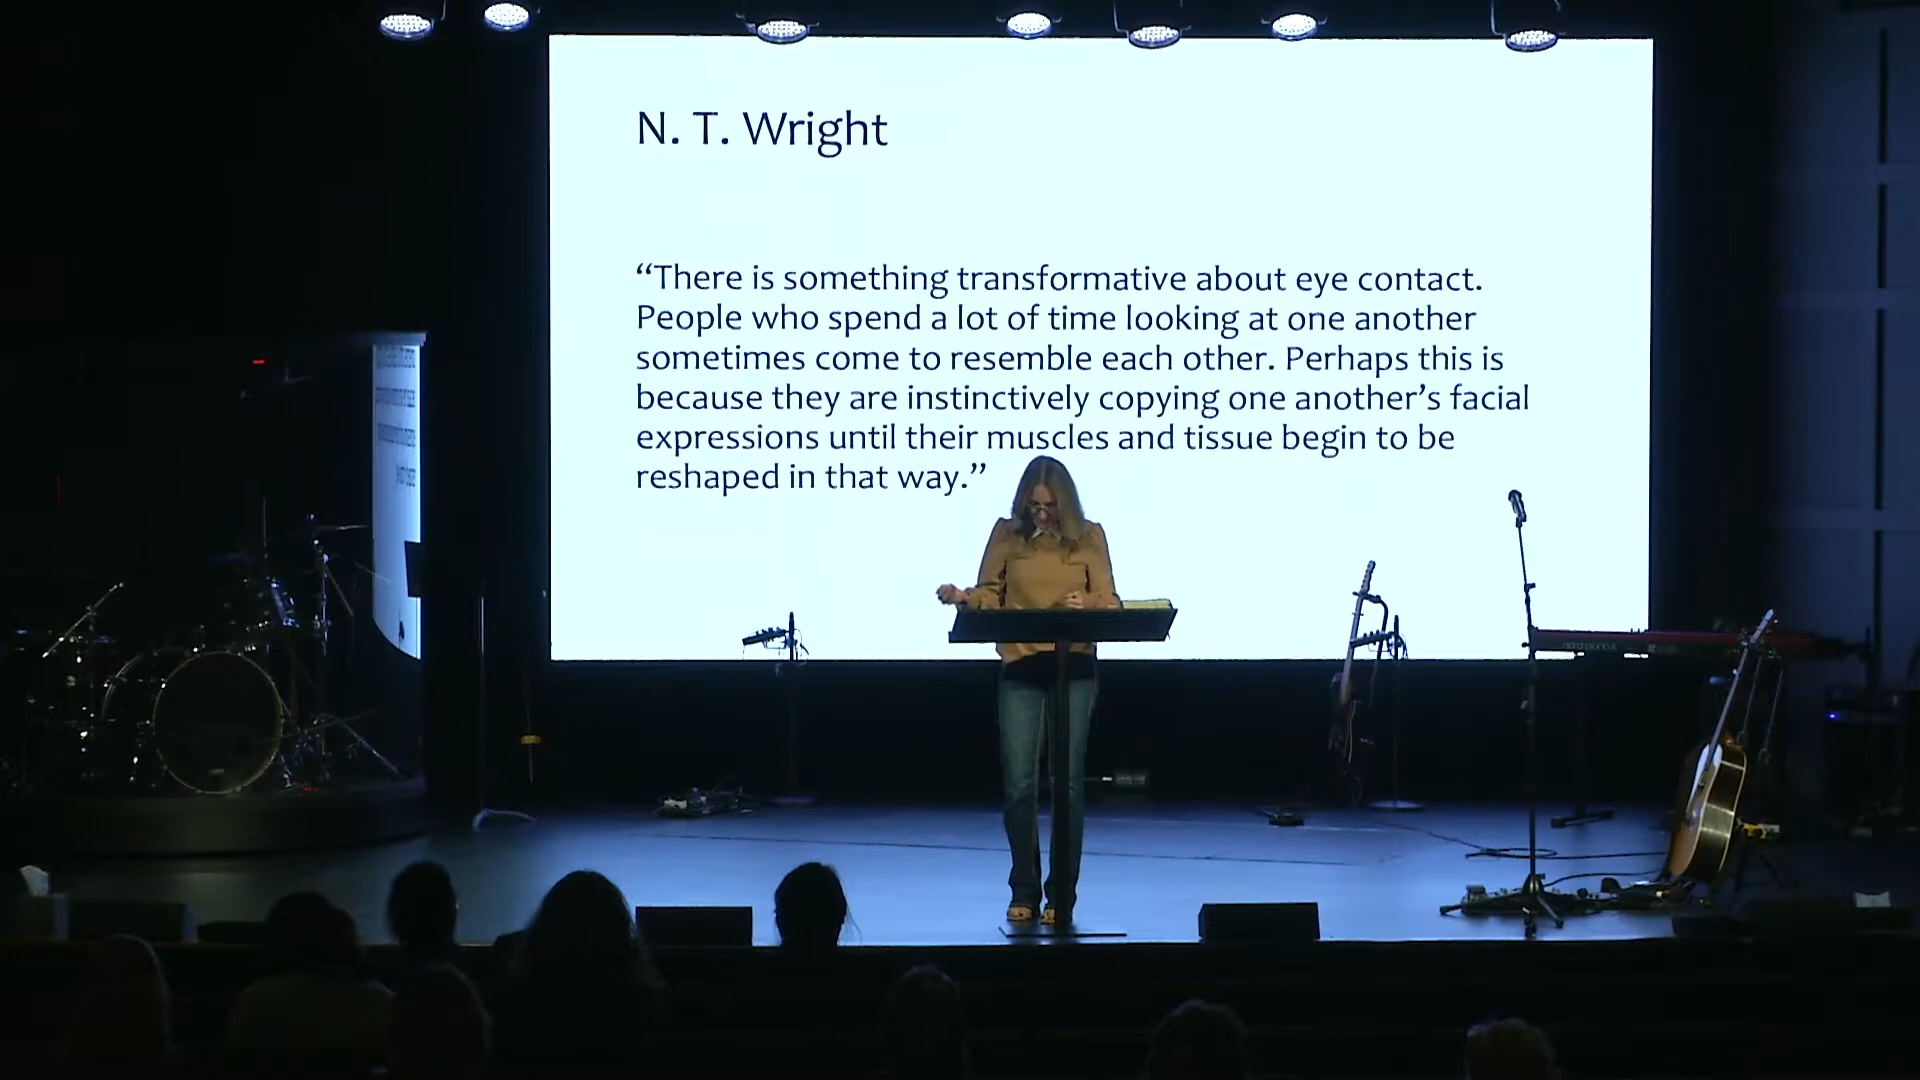 N. T. Wright
“There is something transformative about eye contact.
People who spend a lot of time looking at one another
sometimes come to resemble each other. Perhaps this is
because they are instinctively copying one another’s facial
expressions until their muscles and tissue begin to be
reshaped in that way.”